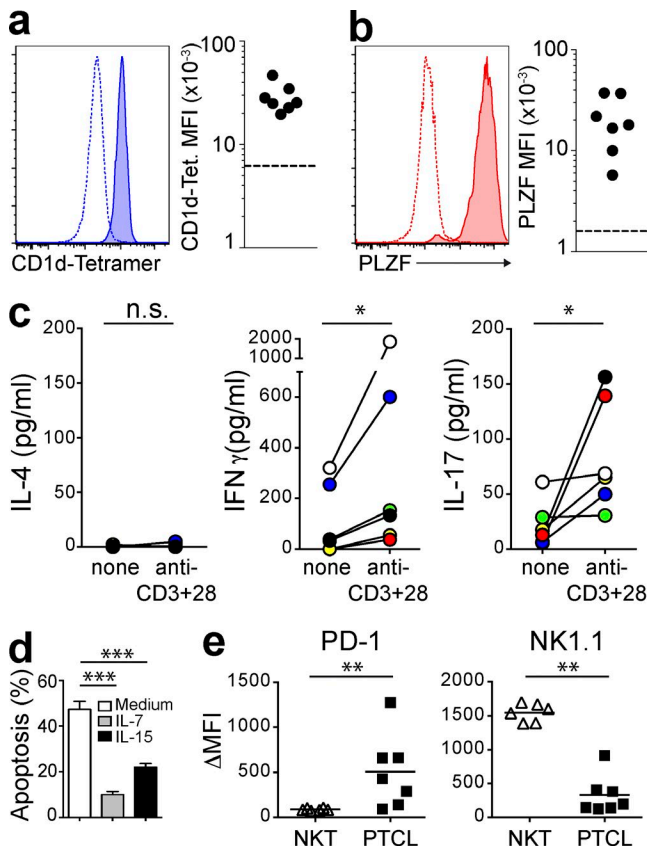 a
CD1d-Tetramer
CD1d-Tet. MFI (x10⁻³)
100
10
1
b
PLZF
PLZF MFI (x10⁻³)
100
10
1
c
n.s.
IL-4 (pg/ml)
200
150
100
50
0
none
anti-
CD3+28
*
IFNγ(pg/ml)
2000
1000
600
400
200
0
none
anti-
CD3+28
*
IL-17 (pg/ml)
200
150
100
50
0
none
anti-
CD3+28
d
***
***
Apoptosis (%)
60
40
20
0
Medium
IL-7
IL-15
e
PD-1
**
ΔMFI
1500
1000
500
0
NKT
PTCL
NK1.1
**
2000
1500
1000
500
0
NKT
PTCL